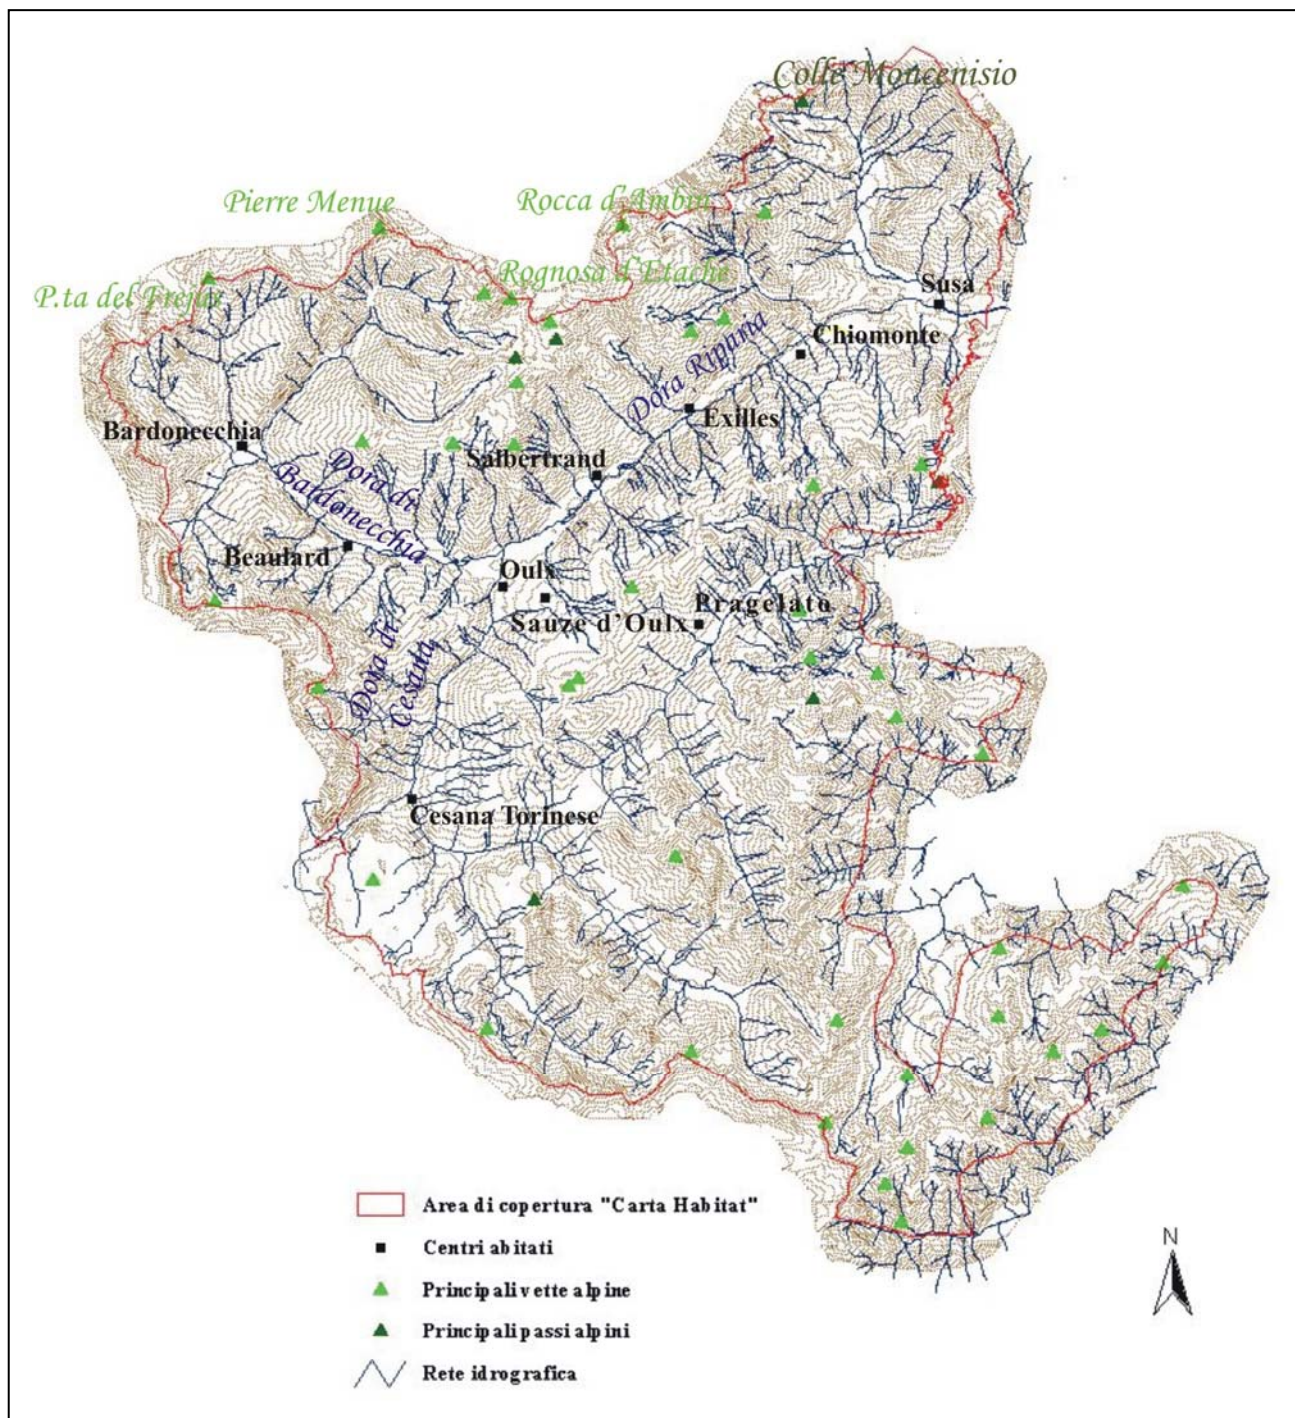 Colle Moncenisio
Pierre Menue
Rocca d'Ambin
Rognosa d'Etache
P.ta del Frejus
Susa
Chiomonte
Dora Riparia
Exilles
Bardonecchia
Salbertrand
Dora di
Bardonecchia
Beaulard
Oulx
Sauze d'Oulx
Pragelato
Dora di
Cesana
Cesana Torinese
Area di copertura "Carta Habitat"
Centri abitati
Principali vette alpine
Principali passi alpini
Rete idrografica
N